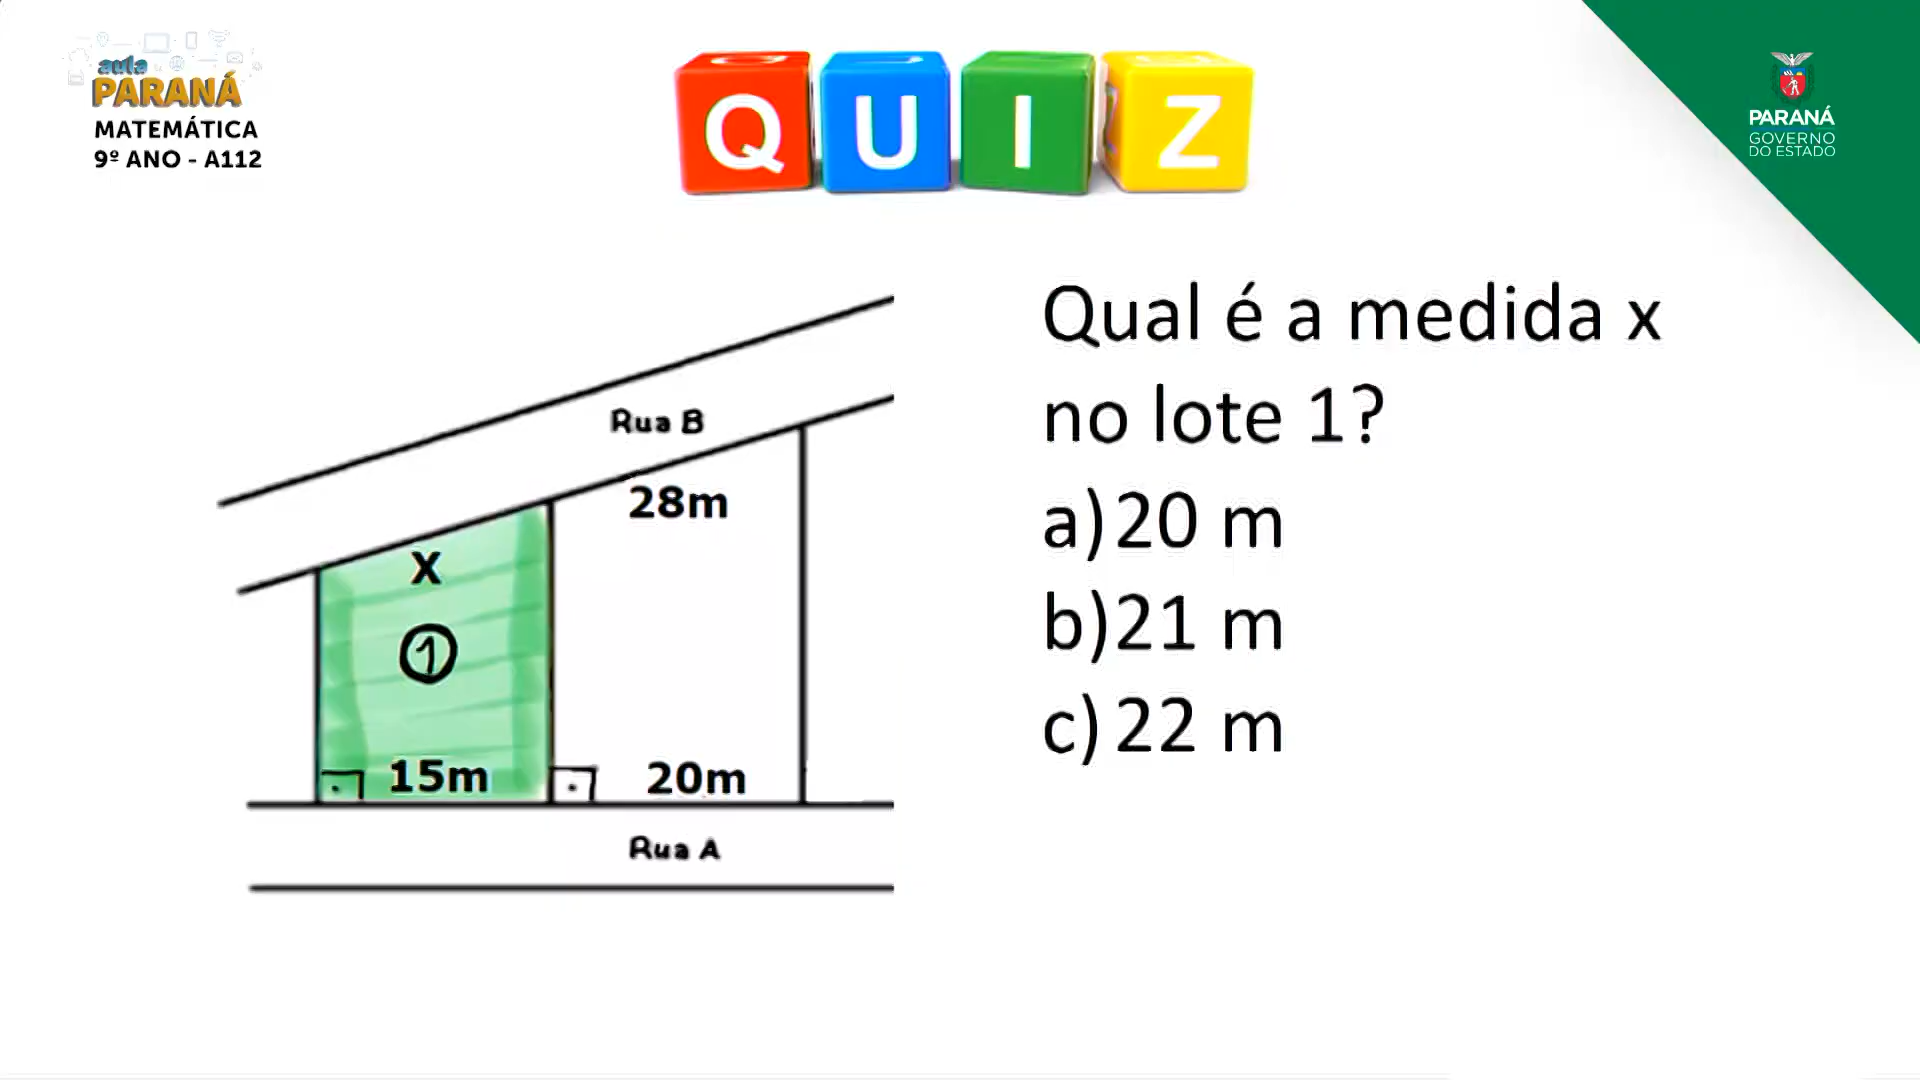 aula
PARANÁ
MATEMÁTICA
9º ANO - A112
QUIZ
PARANÁ
GOVERNO
DO ESTADO
Qual é a medida x
no lote 1?
a) 20 m
b) 21 m
c) 22 m
Rua B
28m
x
1
15m
20m
Rua A